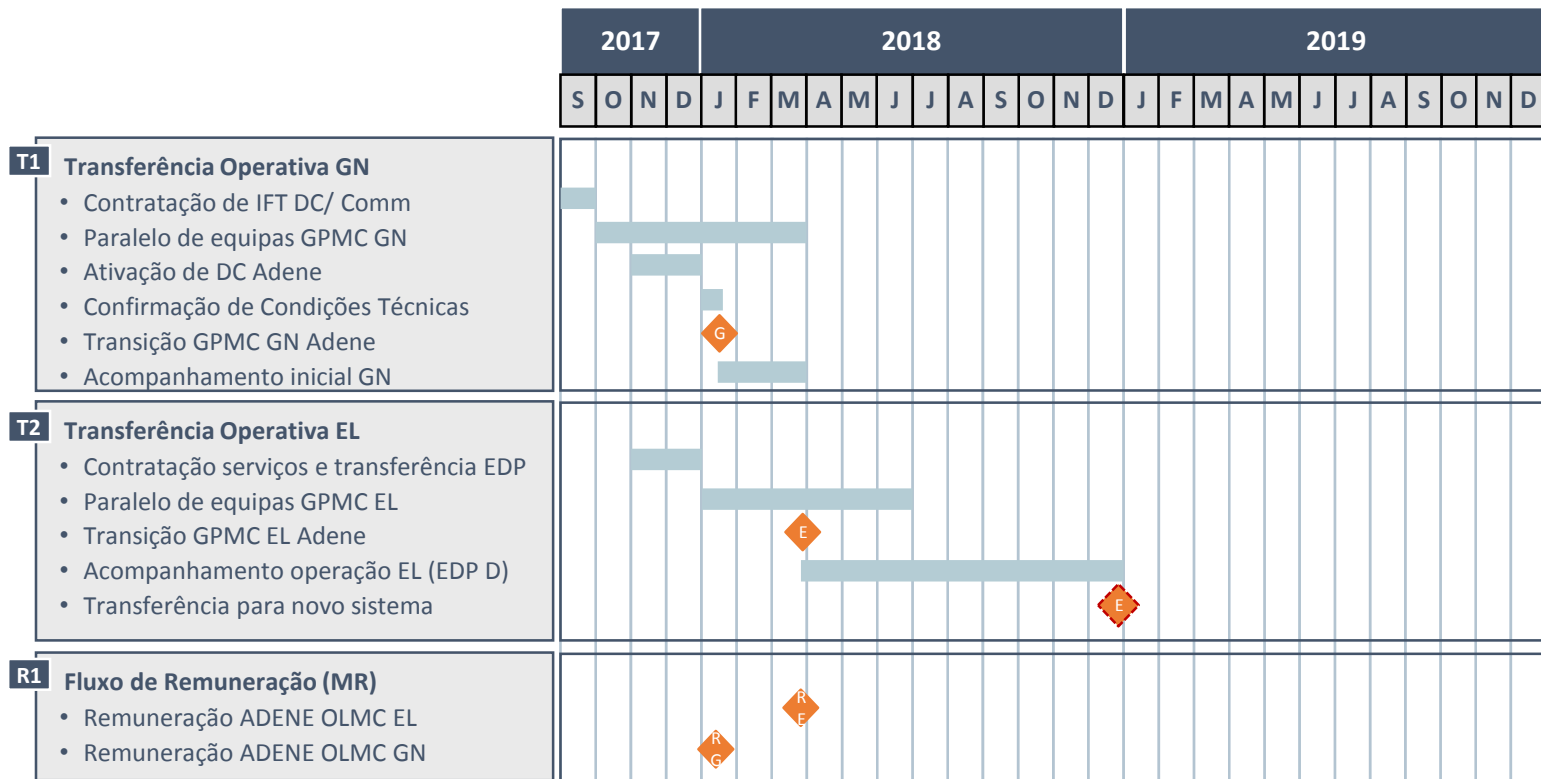 2017 2018 2019
S O N D J F M A M J J A S O N D J F M A M J J A S O N D
T1 Transferência Operativa GN
• Contratação de IFT DC/ Comm
• Paralelo de equipas GPMC GN
• Ativação de DC Adene
• Confirmação de Condições Técnicas
• Transição GPMC GN Adene
G
• Acompanhamento inicial GN
T2 Transferência Operativa EL
• Contratação serviços e transferência EDP
• Paralelo de equipas GPMC EL
• Transição GPMC EL Adene
E
• Acompanhamento operação EL (EDP D)
• Transferência para novo sistema
E
R1 Fluxo de Remuneração (MR)
• Remuneração ADENE OLMC EL
R
E
• Remuneração ADENE OLMC GN
R
G